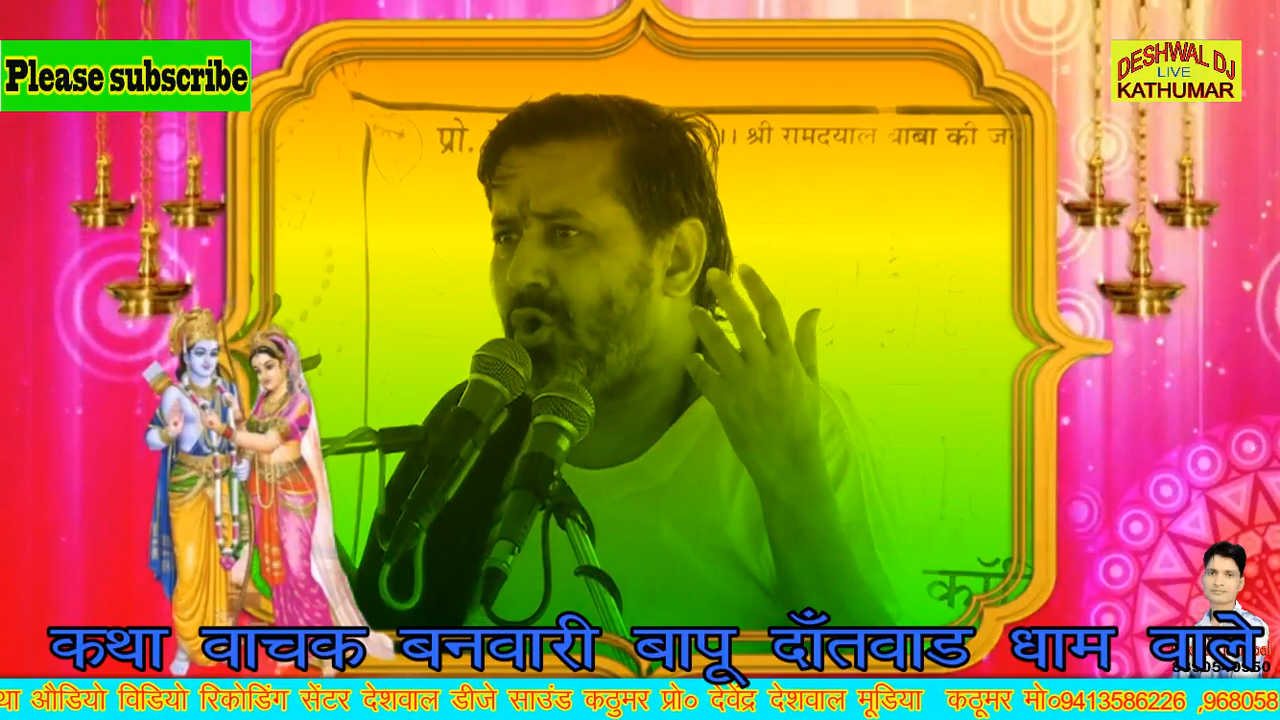 Please subscribe
DESHWAL DJ
LIVE
KATHUMAR
प्रो.
।। श्री रामदयाल बाबा की
कथा वाचक बनवारी बापू दाँतवाड धाम वाले
औडियो विडियो रिकोडिंग सेंटर देशवाल डीजे साउंड कठुमर प्रो० देवेंद्र देशवाल मूडिया कठूमर मो०9413586226 ,968058